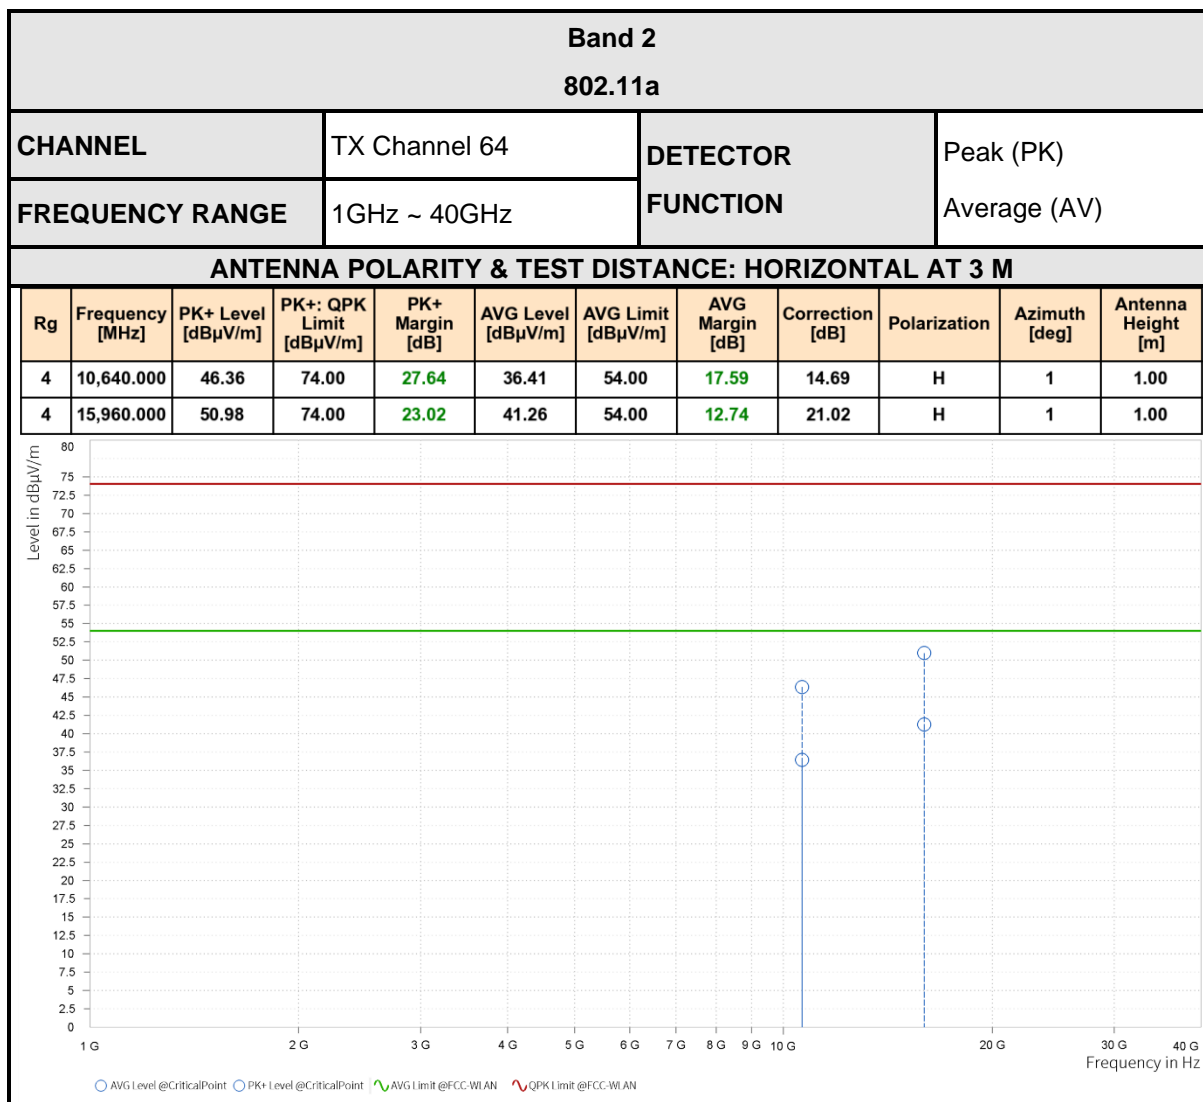 Band 2
802.11a
CHANNEL TX Channel 64 DETECTOR FUNCTION Peak (PK) Average (AV)
FREQUENCY RANGE 1GHz ~ 40GHz
ANTENNA POLARITY & TEST DISTANCE: HORIZONTAL AT 3 M
Rg Frequency [MHz] PK+ Level [dBµV/m] PK+: QPK Limit [dBµV/m] PK+ Margin [dB] AVG Level [dBµV/m] AVG Limit [dBµV/m] AVG Margin [dB] Correction [dB] Polarization Azimuth [deg] Antenna Height [m]
4 10,640.000 46.36 74.00 27.64 36.41 54.00 17.59 14.69 H 1 1.00
4 15,960.000 50.98 74.00 23.02 41.26 54.00 12.74 21.02 H 1 1.00
Level in dBµV/m
80
75
72.5
70
67.5
65
62.5
60
57.5
55
52.5
50
47.5
45
42.5
40
37.5
35
32.5
30
27.5
25
22.5
20
17.5
15
12.5
10
7.5
5
2.5
0
1 G 2 G 3 G 4 G 5 G 6 G 7 G 8 G 9 G 10 G 20 G 30 G 40 G
Frequency in Hz
AVG Level @CriticalPoint PK+ Level @CriticalPoint AVG Limit @FCC-WLAN QPK Limit @FCC-WLAN